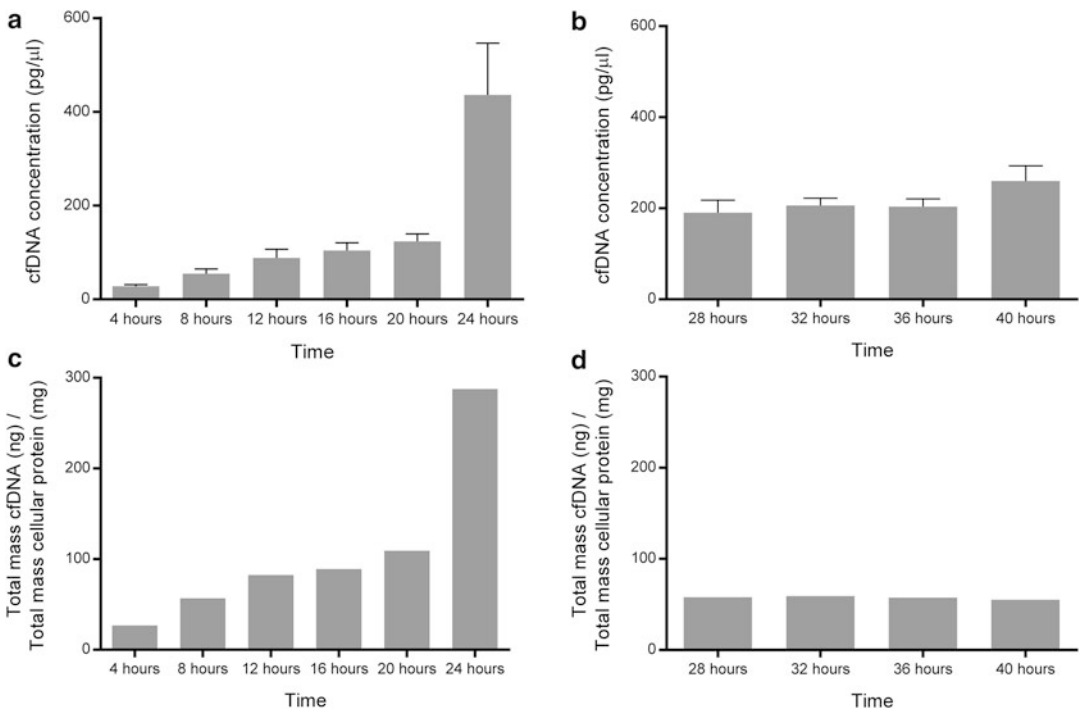 a
cfDNA concentration (pg/µl)
600
400
200
0
4 hours 8 hours 12 hours 16 hours 20 hours 24 hours
Time
b
cfDNA concentration (pg/µl)
600
400
200
0
28 hours 32 hours 36 hours 40 hours
Time
c
Total mass cfDNA (ng) /
Total mass cellular protein (mg)
300
200
100
0
4 hours 8 hours 12 hours 16 hours 20 hours 24 hours
Time
d
Total mass cfDNA (ng) /
Total mass cellular protein (mg)
300
200
100
0
28 hours 32 hours 36 hours 40 hours
Time